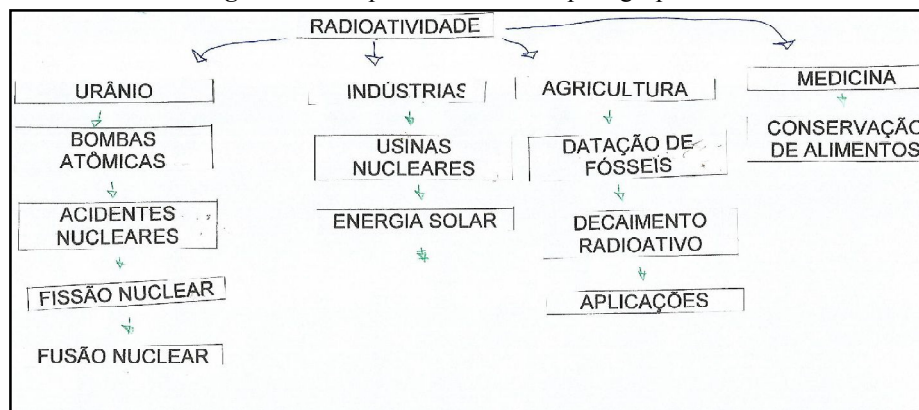 RADIOATIVIDADE
URÂNIO
BOMBAS
ATÔMICAS
ACIDENTES
NUCLEARES
FISSÃO NUCLEAR
FUSÃO NUCLEAR
INDÚSTRIAS
USINAS
NUCLEARES
ENERGIA SOLAR
AGRICULTURA
DATAÇÃO DE
FÓSSEIS
DECAIMENTO
RADIOATIVO
APLICAÇÕES
MEDICINA
CONSERVAÇÃO
DE ALIMENTOS